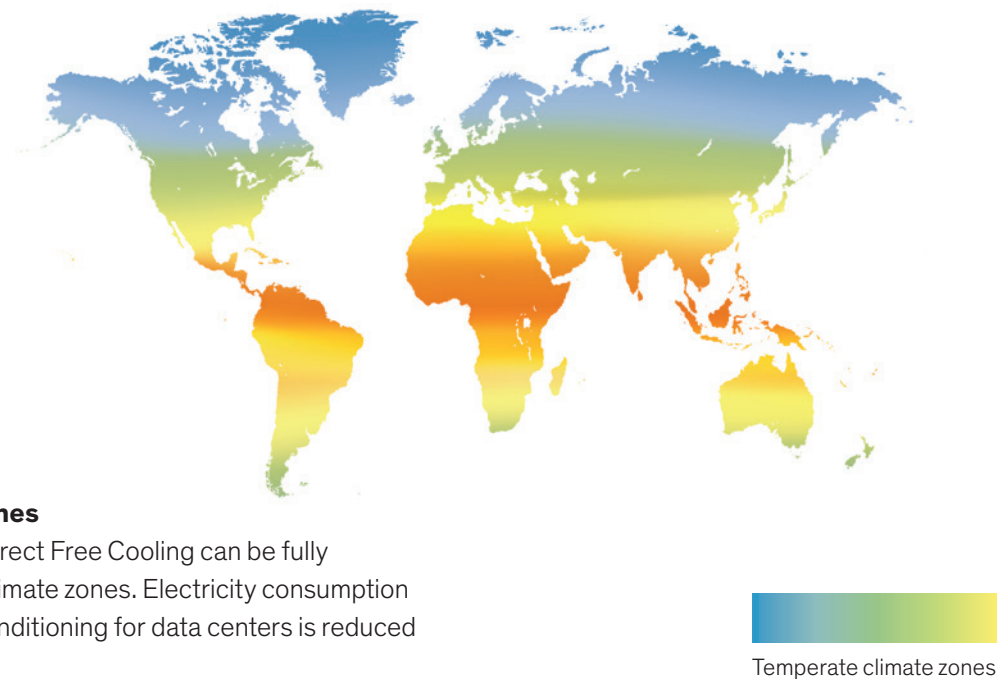 nes
rect Free Cooling can be fully
imate zones. Electricity consumption
nditioning for data centers is reduced
Temperate climate zones